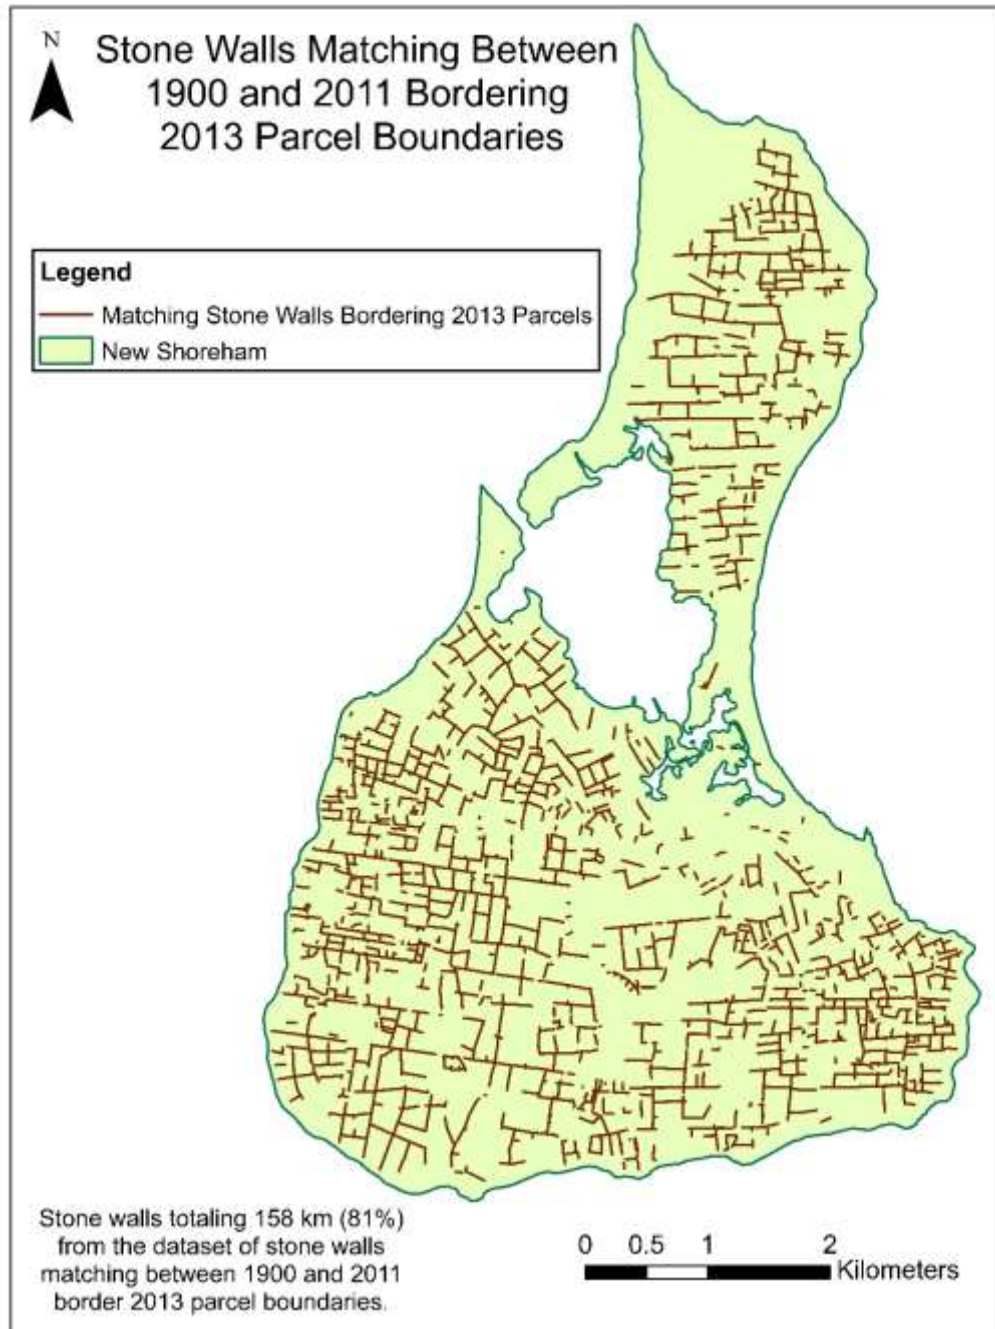 N
Stone Walls Matching Between
1900 and 2011 Bordering
2013 Parcel Boundaries
Legend
Matching Stone Walls Bordering 2013 Parcels
New Shoreham
Stone walls totaling 158 km (81%)
from the dataset of stone walls
matching between 1900 and 2011
border 2013 parcel boundaries.
0 0.5 1 2
Kilometers